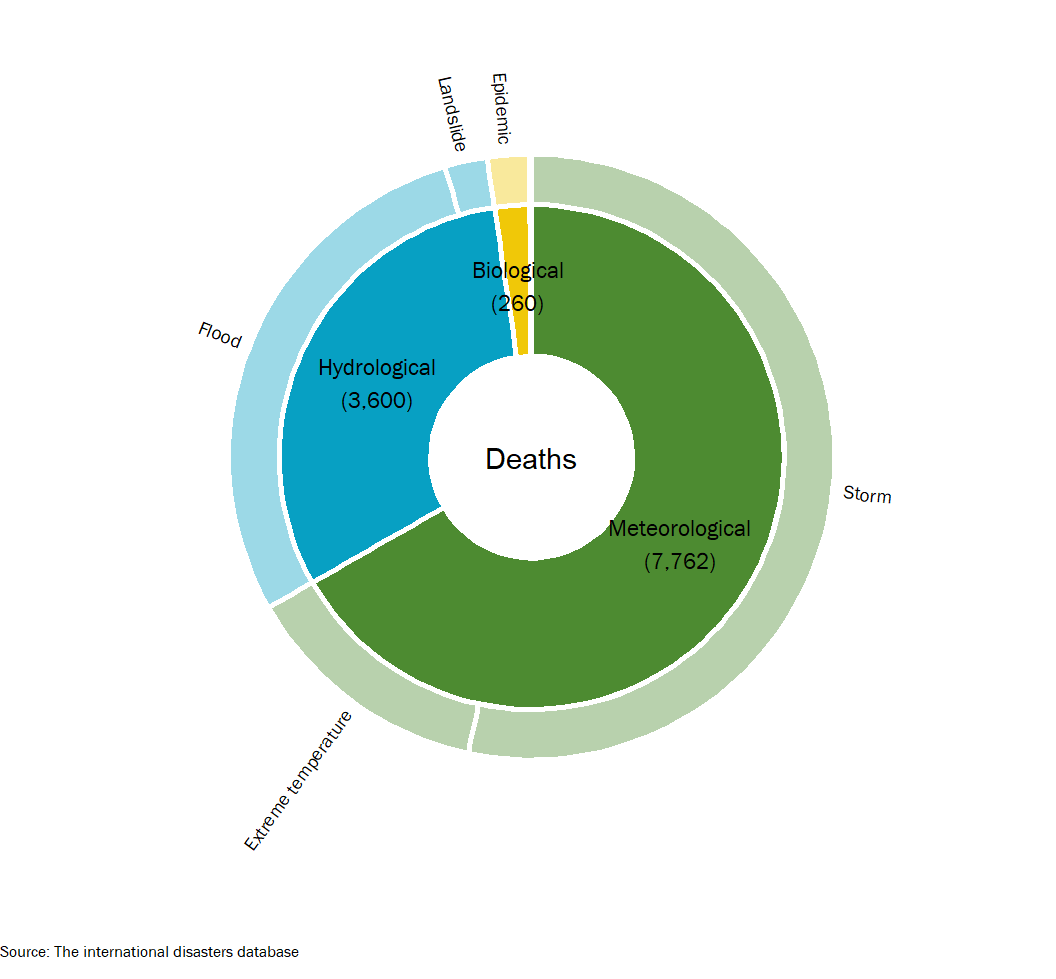 Landslide
Epidemic
Biological
(260)
Flood
Hydrological
(3,600)
Deaths
Storm
Meteorological
(7,762)
Extreme temperature
Source: The international disasters database